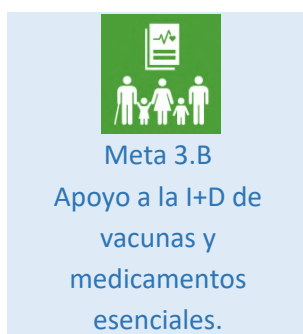 Meta 3.B
Apoyo a la I+D de
vacunas y
medicamentos
esenciales.